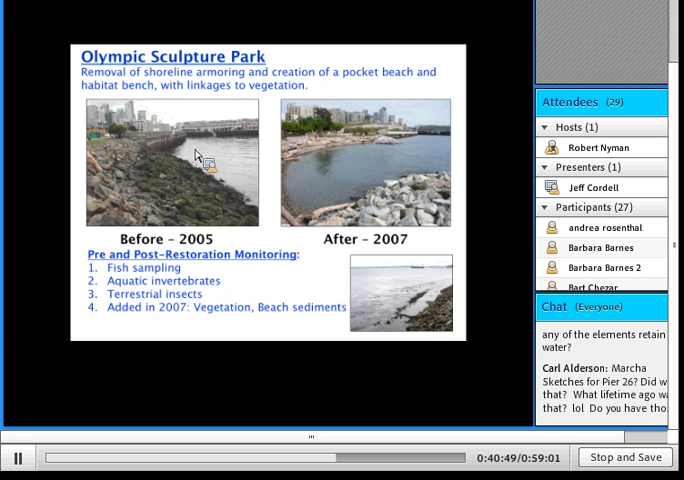 Olympic Sculpture Park
Removal of shoreline armoring and creation of a pocket beach and
habitat bench, with linkages to vegetation.
Before - 2005
After - 2007
Pre and Post-Restoration Monitoring:
1. Fish sampling
2. Aquatic invertebrates
3. Terrestrial insects
4. Added in 2007: Vegetation, Beach sediments
Attendees (29)
Hosts (1)
Robert Nyman
Presenters (1)
Jeff Cordell
Participants (27)
andrea rosenthal
Barbara Barnes
Barbara Barnes 2
Bart Chezar
Chat (Everyone)
any of the elements retain
water?
Carl Alderson: Marcha
Sketches for Pier 26? Did w
that? What lifetime ago wa
that? lol Do you have tho
0:40:49/0:59:01
Stop and Save